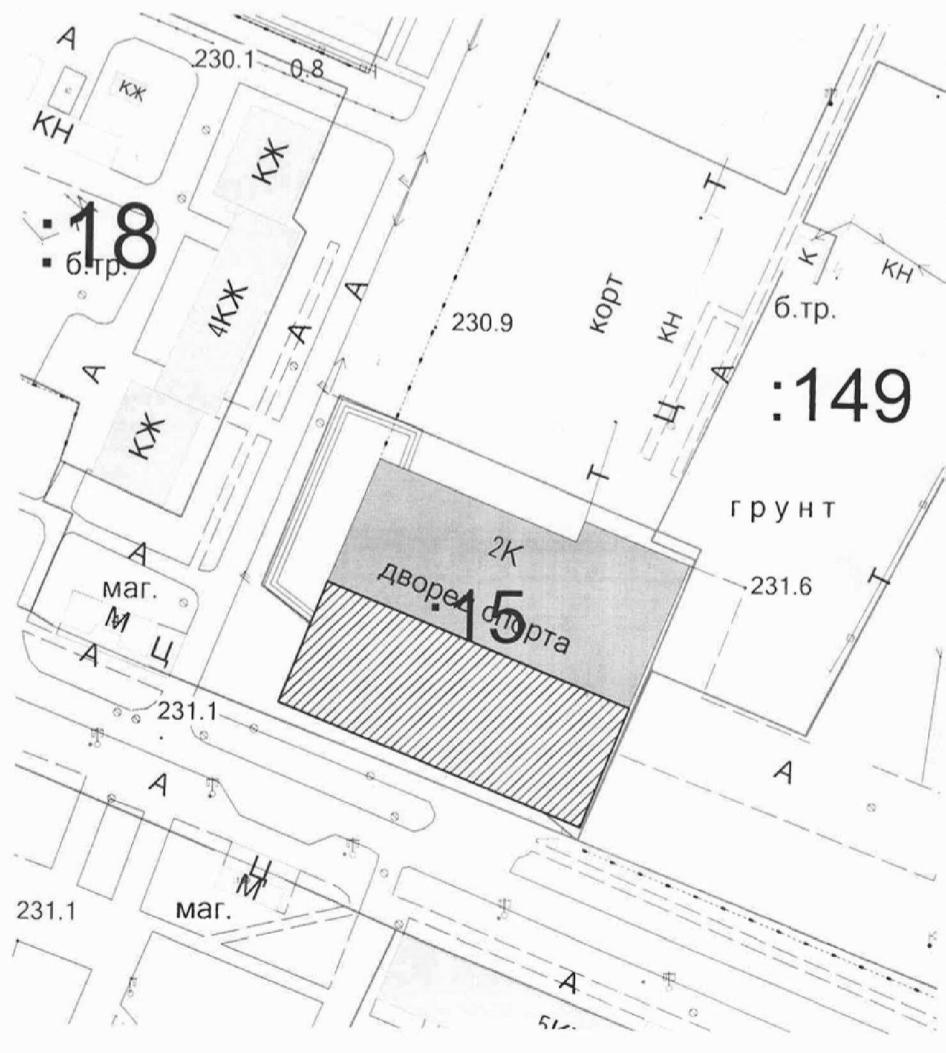 А
230.1 0.8
кж
КН
КЖ
:18
б.тр.
4КЖ
А
А
А
КЖ
Т
корт
230.9
кн
Ц
А
К
КН
б.тр.
:149
Т
грунт
2К
дворец спорта
:15
231.6
Т
А
маг.
М Ц
А
231.1
А
А
Ц
М
маг.
231.1
А